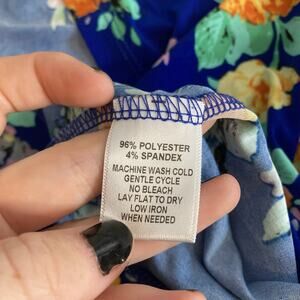 96% POLYESTER
4% SPANDEX
MACHINE WASH COLD
GENTLE CYCLE
NO BLEACH
LAY FLAT TO DRY
LOW IRON
WHEN NEEDED